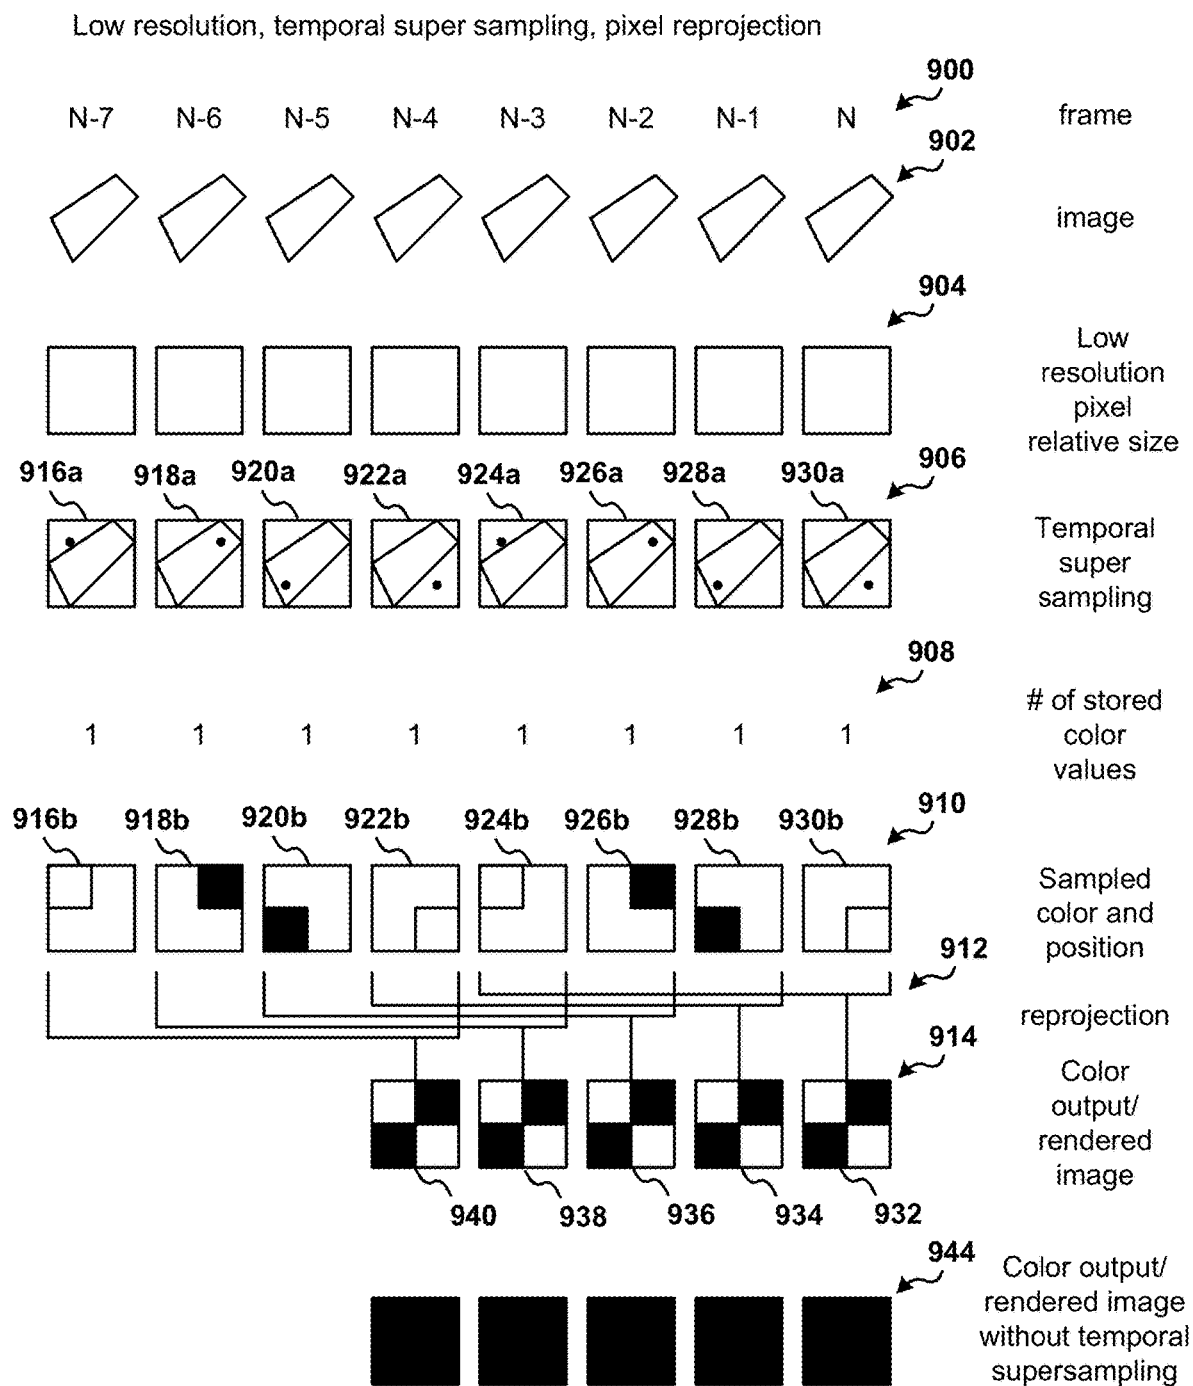 Low resolution, temporal super sampling, pixel reprojection
900
N-7 N-6 N-5 N-4 N-3 N-2 N-1 N frame
902
image
904
Low
resolution
pixel
relative size
916a 918a 920a 922a 924a 926a 928a 930a 906
Temporal
super
sampling
908
# of stored
color
values
1 1 1 1 1 1 1 1
916b 918b 920b 922b 924b 926b 928b 930b 910
Sampled
color and
position
912
reprojection
914
Color
output/
rendered
image
940 938 936 934 932
944
Color output/
rendered image
without temporal
supersampling